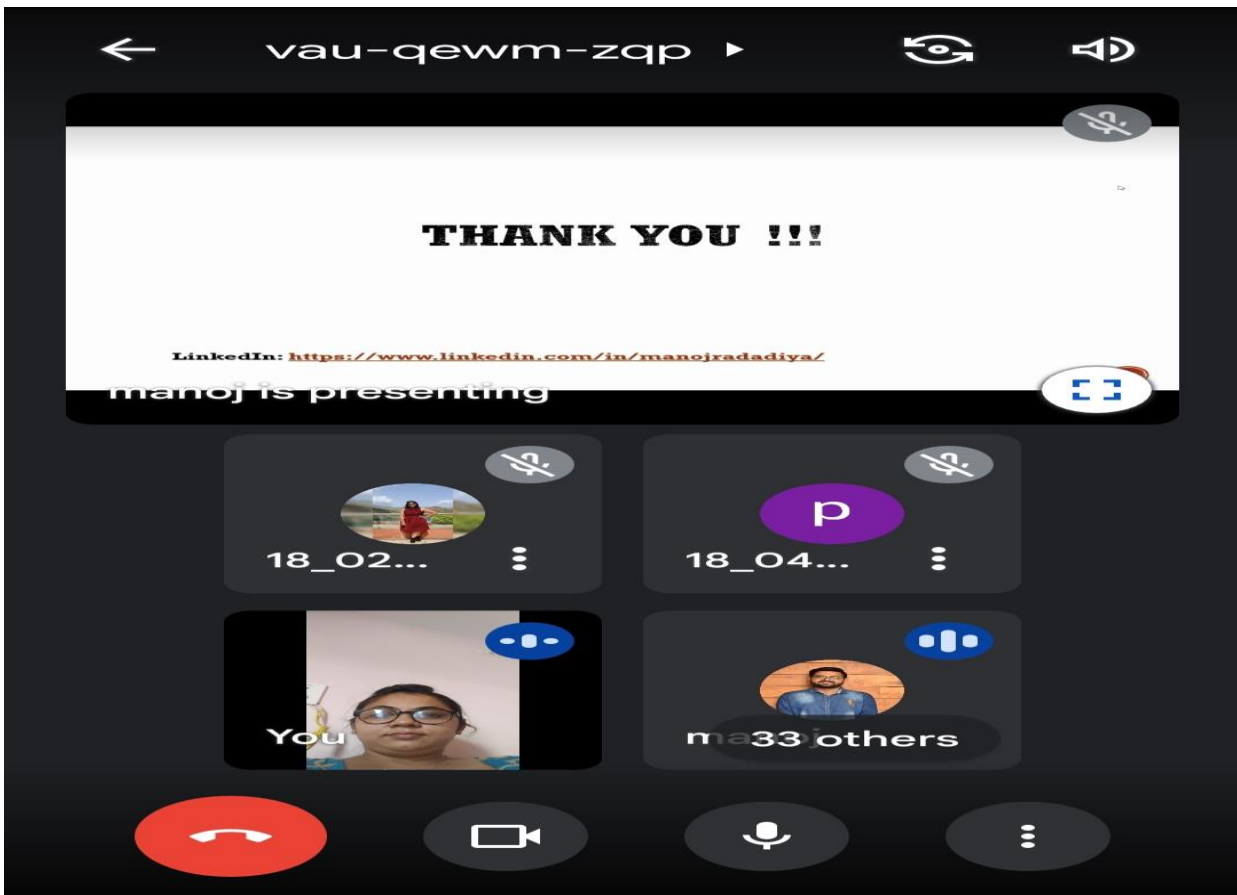 vau-qewm-zqp
THANK YOU !!!
LinkedIn: https://www.linkedin.com/in/manojradadiya/
manoj is presenting
18_02...
p
18_04...
You
manoj
33 others